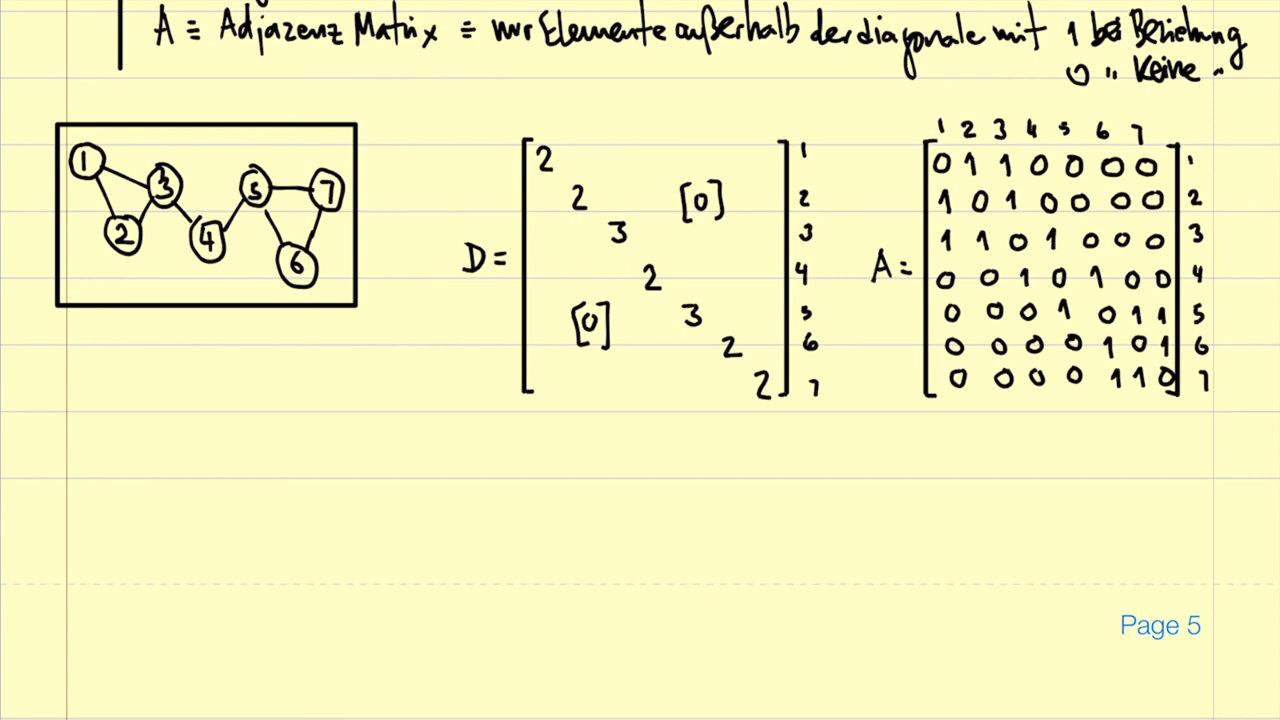 A = Adjazenz Matrix = nur Elemente außerhalb der diagonale mit 1 bei Beziehung
0 " Keine "
1 2 3 4 5 6 7
D =
2
2
3
2
3
2
2
[0]
[0]
1
2
3
4
5
6
7
A =
1 2 3 4 5 6 7
0 1 1 0 0 0 0 1
1 0 1 0 0 0 0 2
1 1 0 1 0 0 0 3
0 0 1 0 1 0 0 4
0 0 0 1 0 1 1 5
0 0 0 0 1 0 1 6
0 0 0 0 1 1 0 7
Page 5